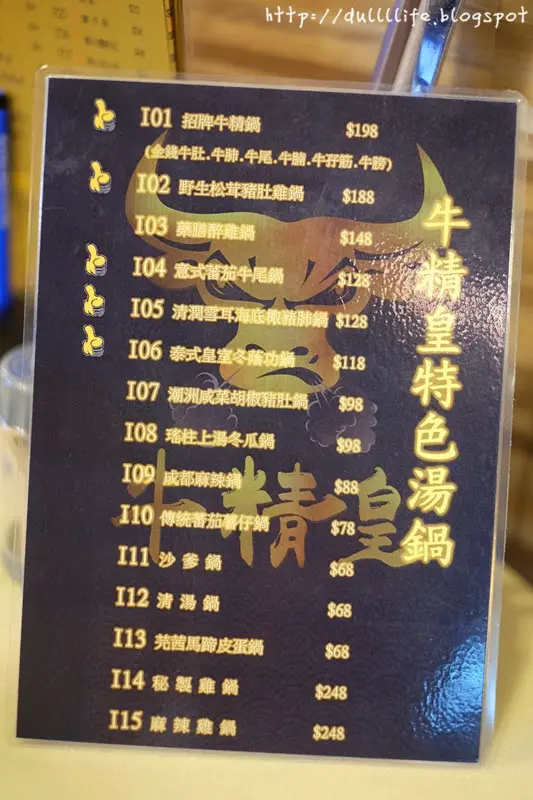 http://dullllife.blogspot
牛精皇特色湯鍋
I01 招牌牛精鍋 $198
(金錢牛肚.牛肺.牛尾.牛腩.牛孖筋.牛膀)
I02 野生松茸豬肚雞鍋 $188
I03 藥膳醉雞鍋 $148
I04 意式蕃茄牛尾鍋 $128
I05 清潤雪耳海底椰豬肺鍋 $128
I06 泰式皇室冬蔭功鍋 $118
I07 潮洲咸菜胡椒豬肚鍋 $98
I08 瑤柱上湯冬瓜鍋 $98
I09 成都麻辣鍋 $88
I10 傳統蕃茄薯仔鍋 $78
I11 沙爹鍋 $68
I12 清湯鍋 $68
I13 芫茜馬蹄皮蛋鍋 $68
I14 秘製雞鍋 $248
I15 麻辣雞鍋 $248
牛精皇